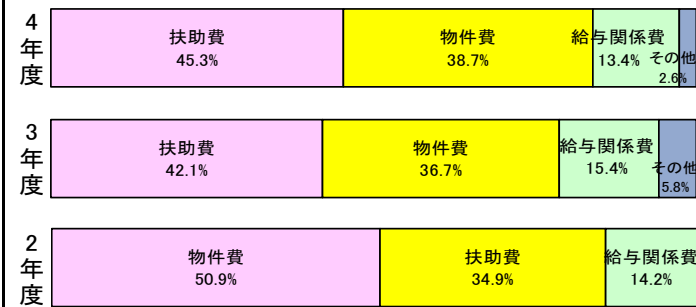 4年度
扶助費
45.3%
物件費
38.7%
給与関係費
13.4%
その他
2.6%
3年度
扶助費
42.1%
物件費
36.7%
給与関係費
15.4%
その他
5.8%
2年度
物件費
50.9%
扶助費
34.9%
給与関係費
14.2%